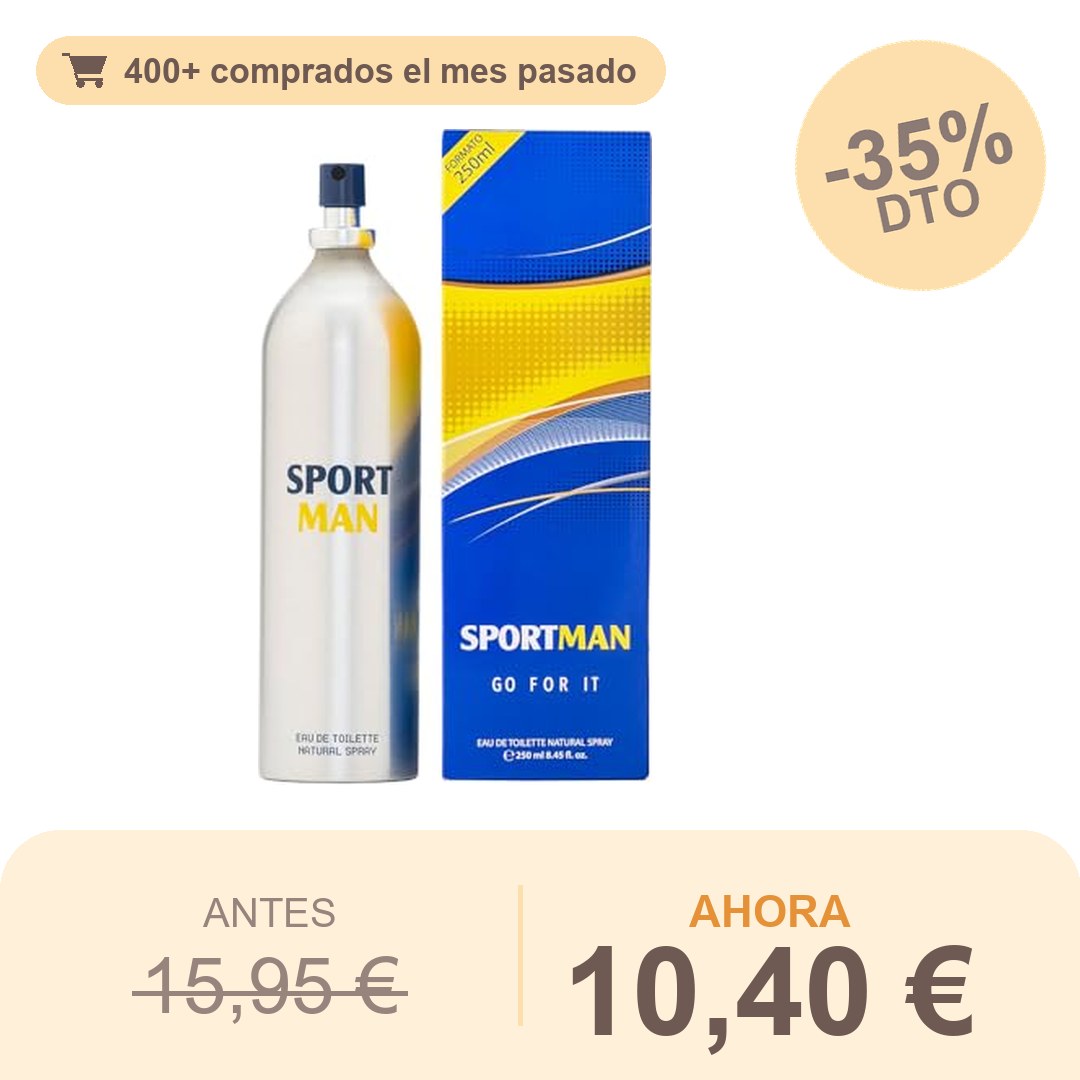 400+ comprados el mes pasado
-35%
DTO
FORMATO
250ml
SPORT
MAN
EAU DE TOILETTE
NATURAL SPRAY
SPORTMAN
GO FOR IT
EAU DE TOILETTE NATURAL SPRAY
℮ 250 ml 8.45 fl. oz.
ANTES
15,95 €
AHORA
10,40 €